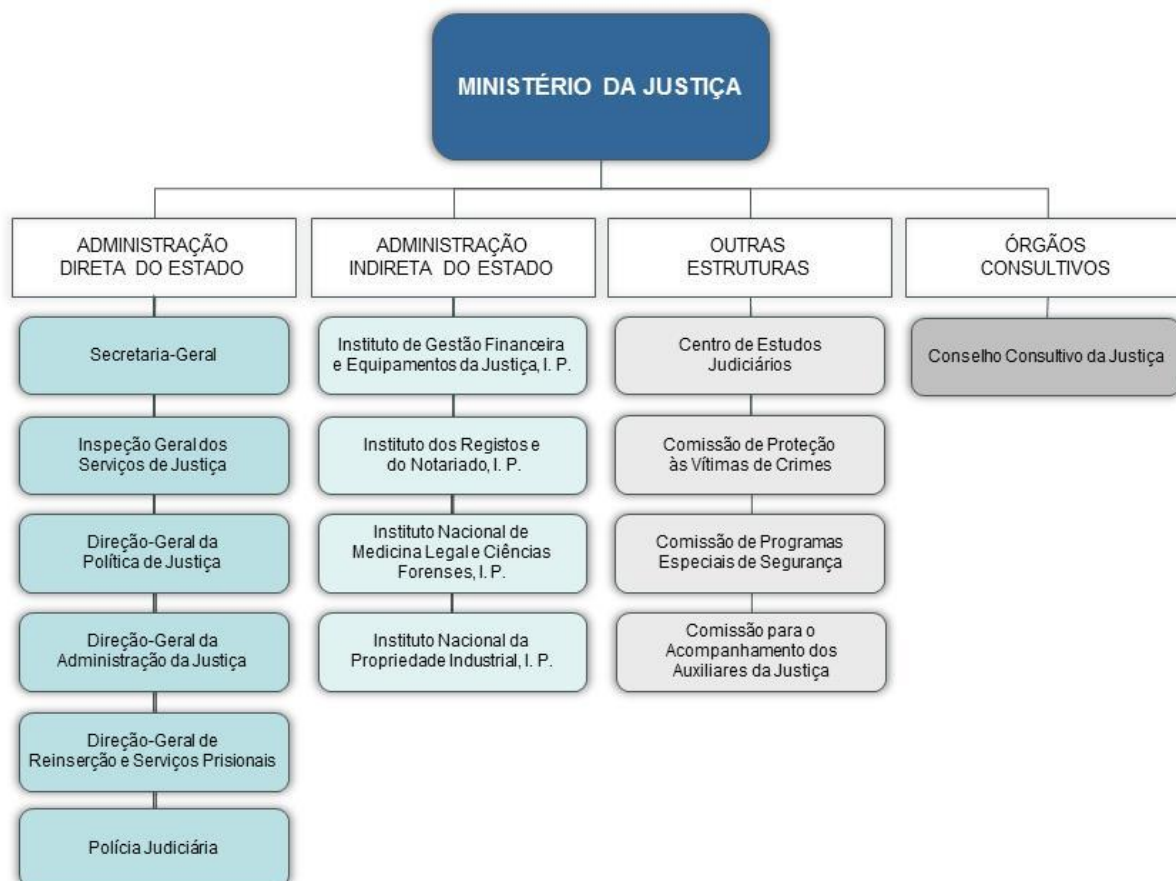 MINISTÉRIO DA JUSTIÇA
ADMINISTRAÇÃO
DIRETA DO ESTADO
Secretaria-Geral
Inspeção Geral dos
Serviços de Justiça
Direção-Geral da
Política de Justiça
Direção-Geral da
Administração da Justiça
Direção-Geral de
Reinserção e Serviços Prisionais
Polícia Judiciária
ADMINISTRAÇÃO
INDIRETA DO ESTADO
Instituto de Gestão Financeira
e Equipamentos da Justiça, I. P.
Instituto dos Registos e
do Notariado, I. P.
Instituto Nacional de
Medicina Legal e Ciências
Forenses, I. P.
Instituto Nacional da
Propriedade Industrial, I. P.
OUTRAS
ESTRUTURAS
Centro de Estudos
Judiciários
Comissão de Proteção
às Vítimas de Crimes
Comissão de Programas
Especiais de Segurança
Comissão para o
Acompanhamento dos
Auxiliares da Justiça
ÓRGÃOS
CONSULTIVOS
Conselho Consultivo da Justiça